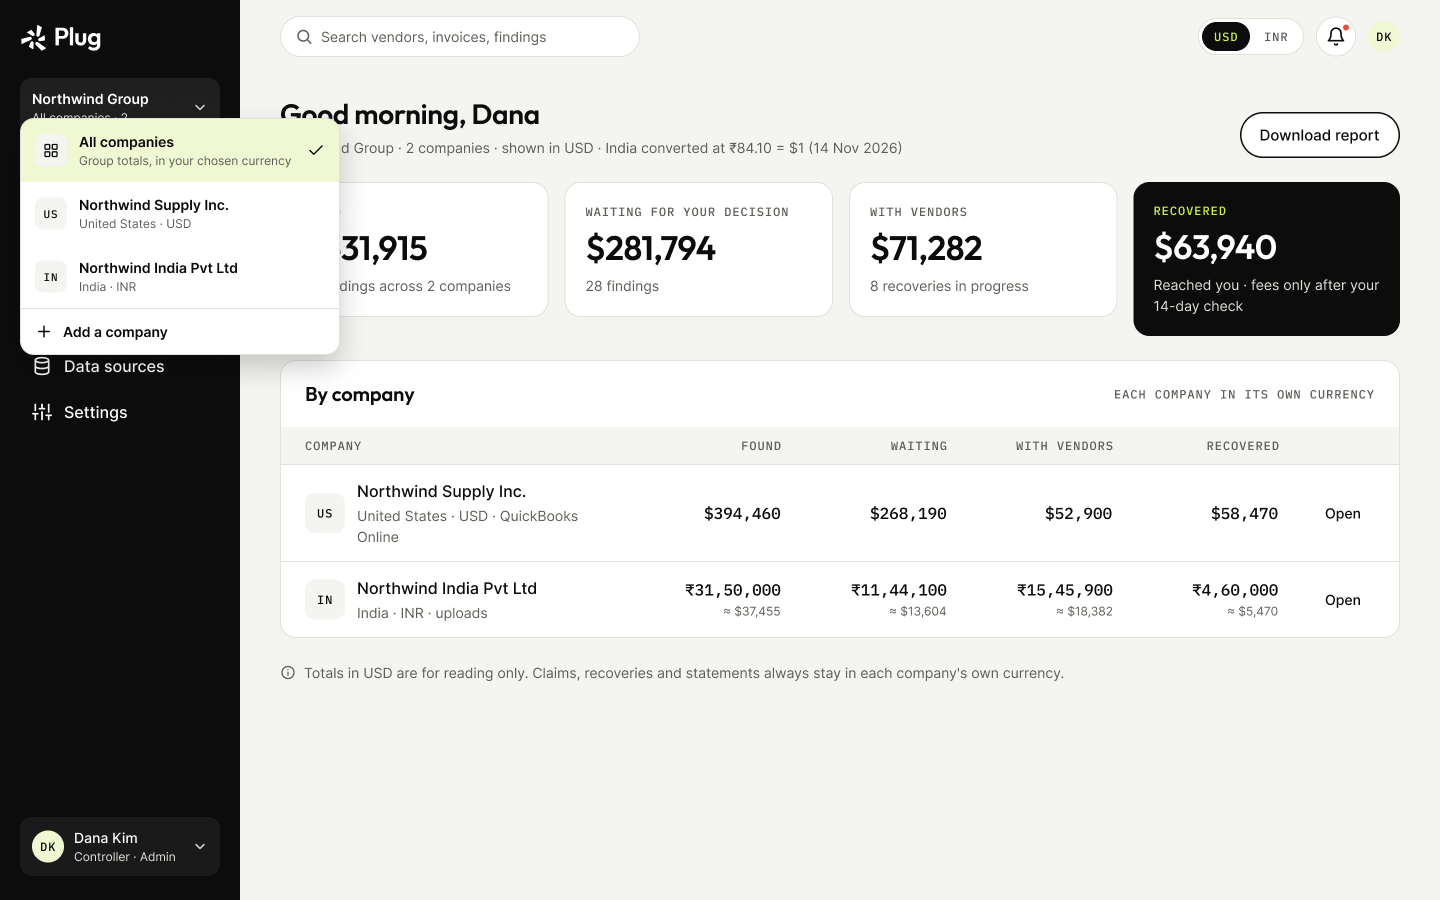 Plug
Search vendors, invoices, findings
USD
INR
DK
Northwind Group
All companies · 2
All companies
Group totals, in your chosen currency
US
Northwind Supply Inc.
United States · USD
IN
Northwind India Pvt Ltd
India · INR
Add a company
Data sources
Settings
DK
Dana Kim
Controller · Admin
Good morning, Dana
d Group · 2 companies · shown in USD · India converted at ₹84.10 = $1 (14 Nov 2026)
Download report
31,915
dings across 2 companies
WAITING FOR YOUR DECISION
$281,794
28 findings
WITH VENDORS
$71,282
8 recoveries in progress
RECOVERED
$63,940
Reached you · fees only after your
14-day check
By company
EACH COMPANY IN ITS OWN CURRENCY
COMPANY FOUND WAITING WITH VENDORS RECOVERED
US
Northwind Supply Inc.
United States · USD · QuickBooks
Online
$394,460 $268,190 $52,900 $58,470 Open
IN
Northwind India Pvt Ltd
India · INR · uploads
₹31,50,000 ₹11,44,100 ₹15,45,900 ₹4,60,000 Open
≈ $37,455 ≈ $13,604 ≈ $18,382 ≈ $5,470
Totals in USD are for reading only. Claims, recoveries and statements always stay in each company's own currency.